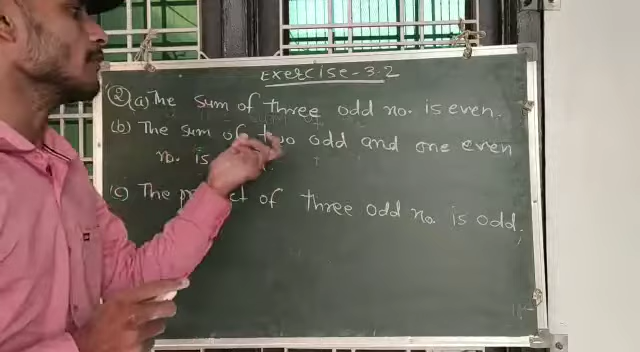 Exercise-3.2
② (a) The sum of three odd no. is even.
(b) The sum of two odd and one even
no. is
(c) The of three odd no. is odd.